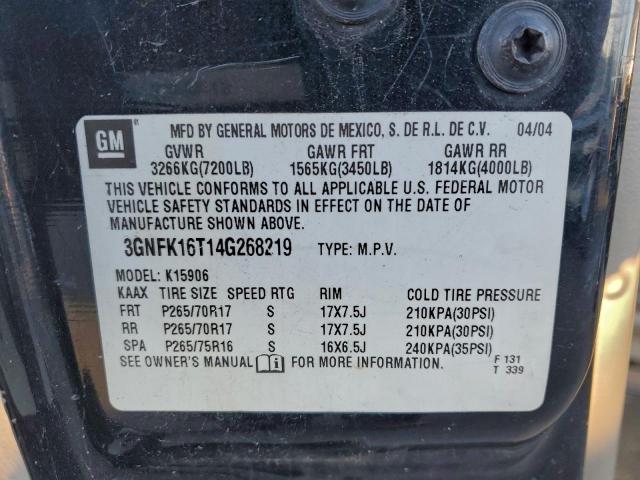 GM MFD BY GENERAL MOTORS DE MEXICO, S. DE R.L. DE C.V. 04/04
GVWR GAWR FRT GAWR RR
3266KG(7200LB) 1565KG(3450LB) 1814KG(4000LB)
THIS VEHICLE CONFORMS TO ALL APPLICABLE U.S. FEDERAL MOTOR
VEHICLE SAFETY STANDARDS IN EFFECT ON THE DATE OF
MANUFACTURE SHOWN ABOVE.
3GNFK16T14G268219 TYPE: M.P.V.
MODEL: K15906
KAAX TIRE SIZE SPEED RTG RIM COLD TIRE PRESSURE
FRT P265/70R17 S 17X7.5J 210KPA(30PSI)
RR P265/70R17 S 17X7.5J 210KPA(30PSI)
SPA P265/75R16 S 16X6.5J 240KPA(35PSI)
SEE OWNER'S MANUAL FOR MORE INFORMATION. F 131
T 339